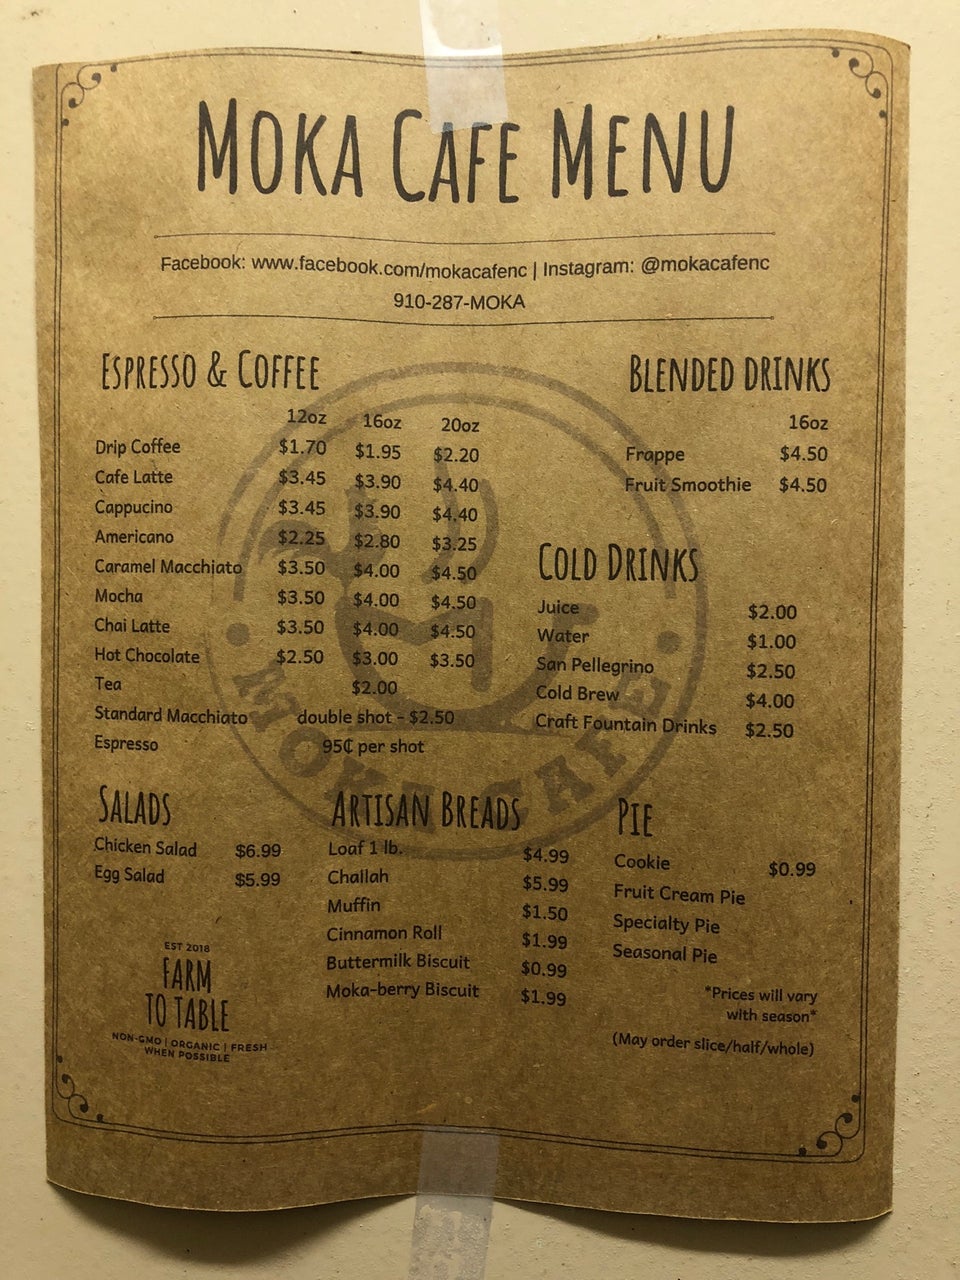 MOKA CAFE MENU
Facebook: www.facebook.com/mokacafenc | Instagram: @mokacafenc
910-287-MOKA
ESPRESSO & COFFEE
12oz 16oz 20oz
Drip Coffee $1.70 $1.95 $2.20
Cafe Latte $3.45 $3.90 $4.40
Cappucino $3.45 $3.90 $4.40
Americano $2.25 $2.80 $3.25
Caramel Macchiato $3.50 $4.00 $4.50
Mocha $3.50 $4.00 $4.50
Chai Latte $3.50 $4.00 $4.50
Hot Chocolate $2.50 $3.00 $3.50
Tea $2.00
Standard Macchiato double shot - $2.50
Espresso 95₵ per shot
BLENDED DRINKS
16oz
Frappe $4.50
Fruit Smoothie $4.50
COLD DRINKS
Juice $2.00
Water $1.00
San Pellegrino $2.50
Cold Brew $4.00
Craft Fountain Drinks $2.50
MOKA CAFE
SALADS
Chicken Salad $6.99
Egg Salad $5.99
ARTISAN BREADS
Loaf 1 lb. $4.99
Challah $5.99
Muffin $1.50
Cinnamon Roll $1.99
Buttermilk Biscuit $0.99
Moka-berry Biscuit $1.99
PIE
Cookie $0.99
Fruit Cream Pie
Specialty Pie
Seasonal Pie
*Prices will vary
with season*
(May order slice/half/whole)
EST 2018
FARM
TO TABLE
NON-GMO | ORGANIC | FRESH
WHEN POSSIBLE